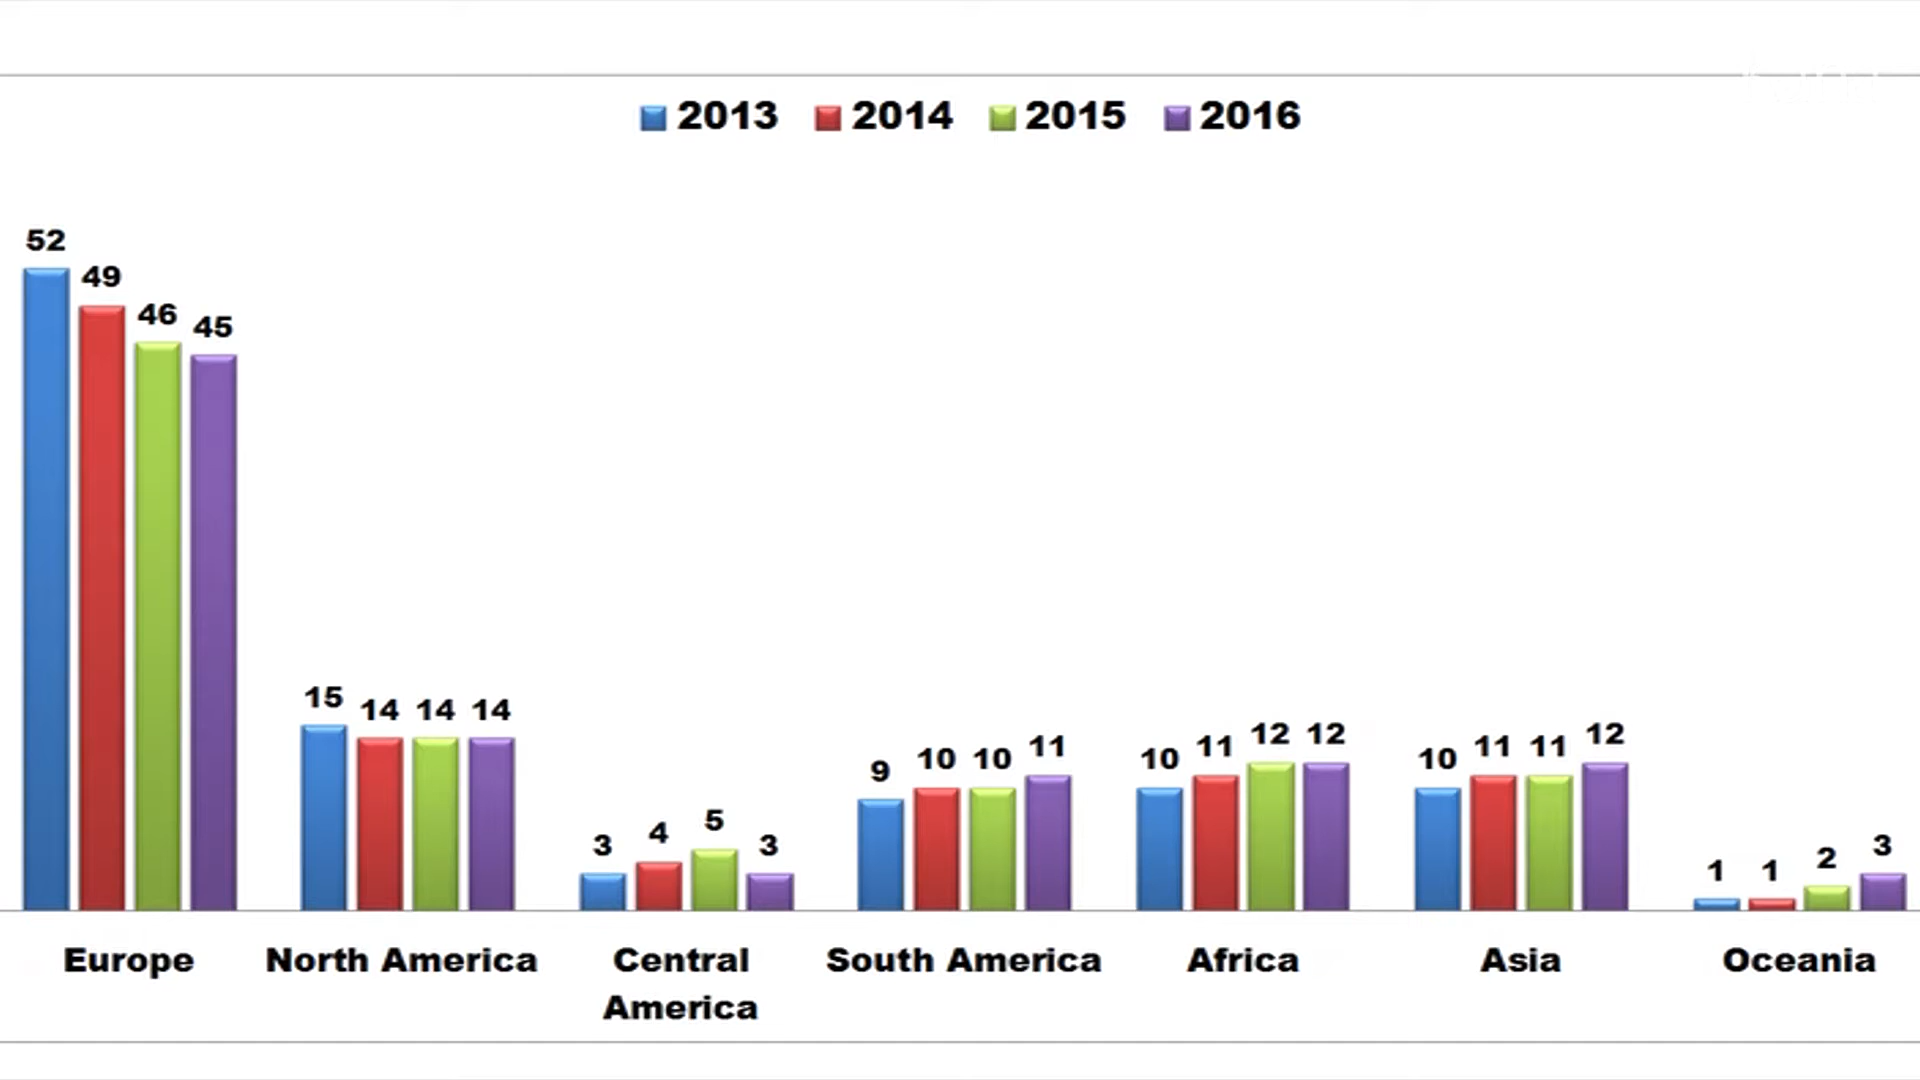 2013 2014 2015 2016
52 49 46 45
15 14 14 14
3 4 5 3
9 10 10 11
10 11 12 12
10 11 11 12
1 1 2 3
Europe
North America
Central
America
South America
Africa
Asia
Oceania